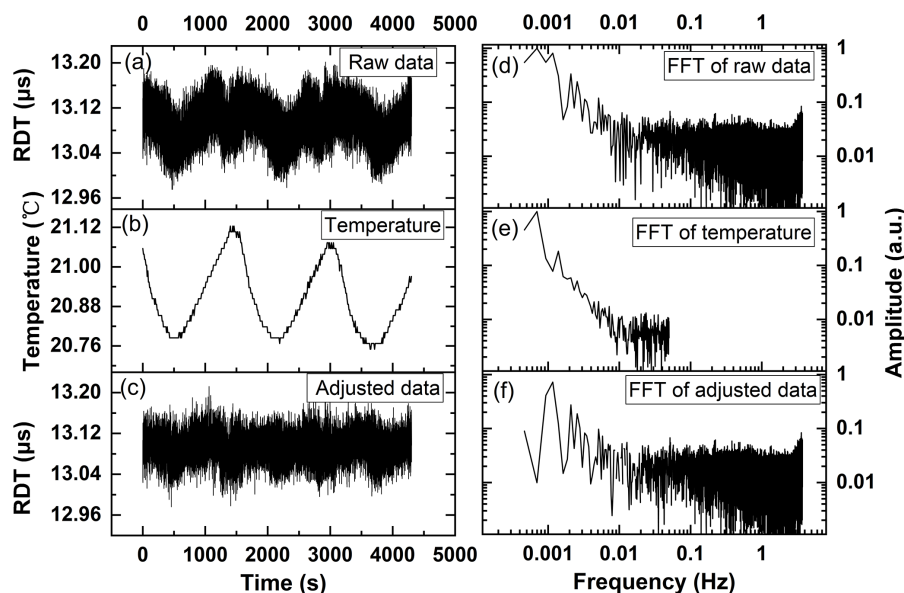 0 1000 2000 3000 4000 5000
0.001 0.01 0.1 1
(a)
Raw data
13.20
13.12
13.04
12.96
RDT (μs)
(d)
FFT of raw data
1
0.1
0.01
(b)
Temperature
21.12
21.00
20.88
20.76
Temperature (℃)
(e)
FFT of temperature
1
0.1
0.01
Amplitude (a.u.)
(c)
Adjusted data
13.20
13.12
13.04
12.96
RDT (μs)
(f)
FFT of adjusted data
1
0.1
0.01
0 1000 2000 3000 4000 5000
Time (s)
0.001 0.01 0.1 1
Frequency (Hz)